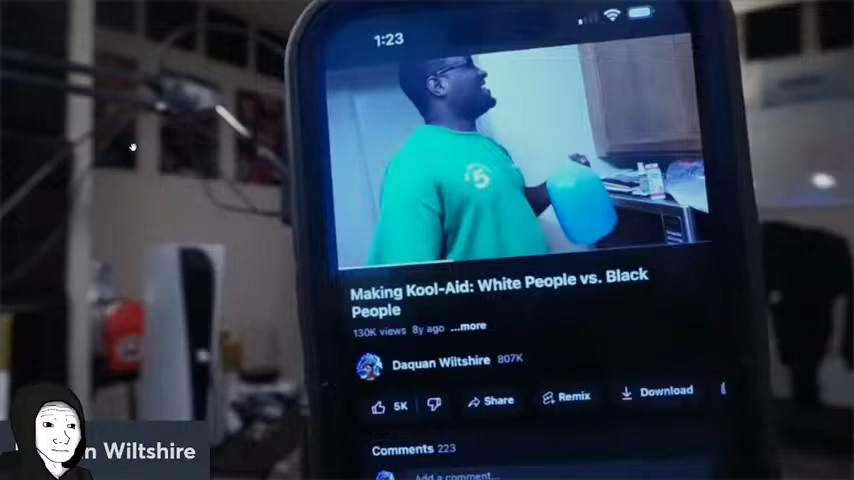 1:23
5
Making Kool-Aid: White People vs. Black
People
130K views 8y ago ...more
Daquan Wiltshire 807K
5K Share Remix Download
Comments 223
Add a comment...
n Wiltshire